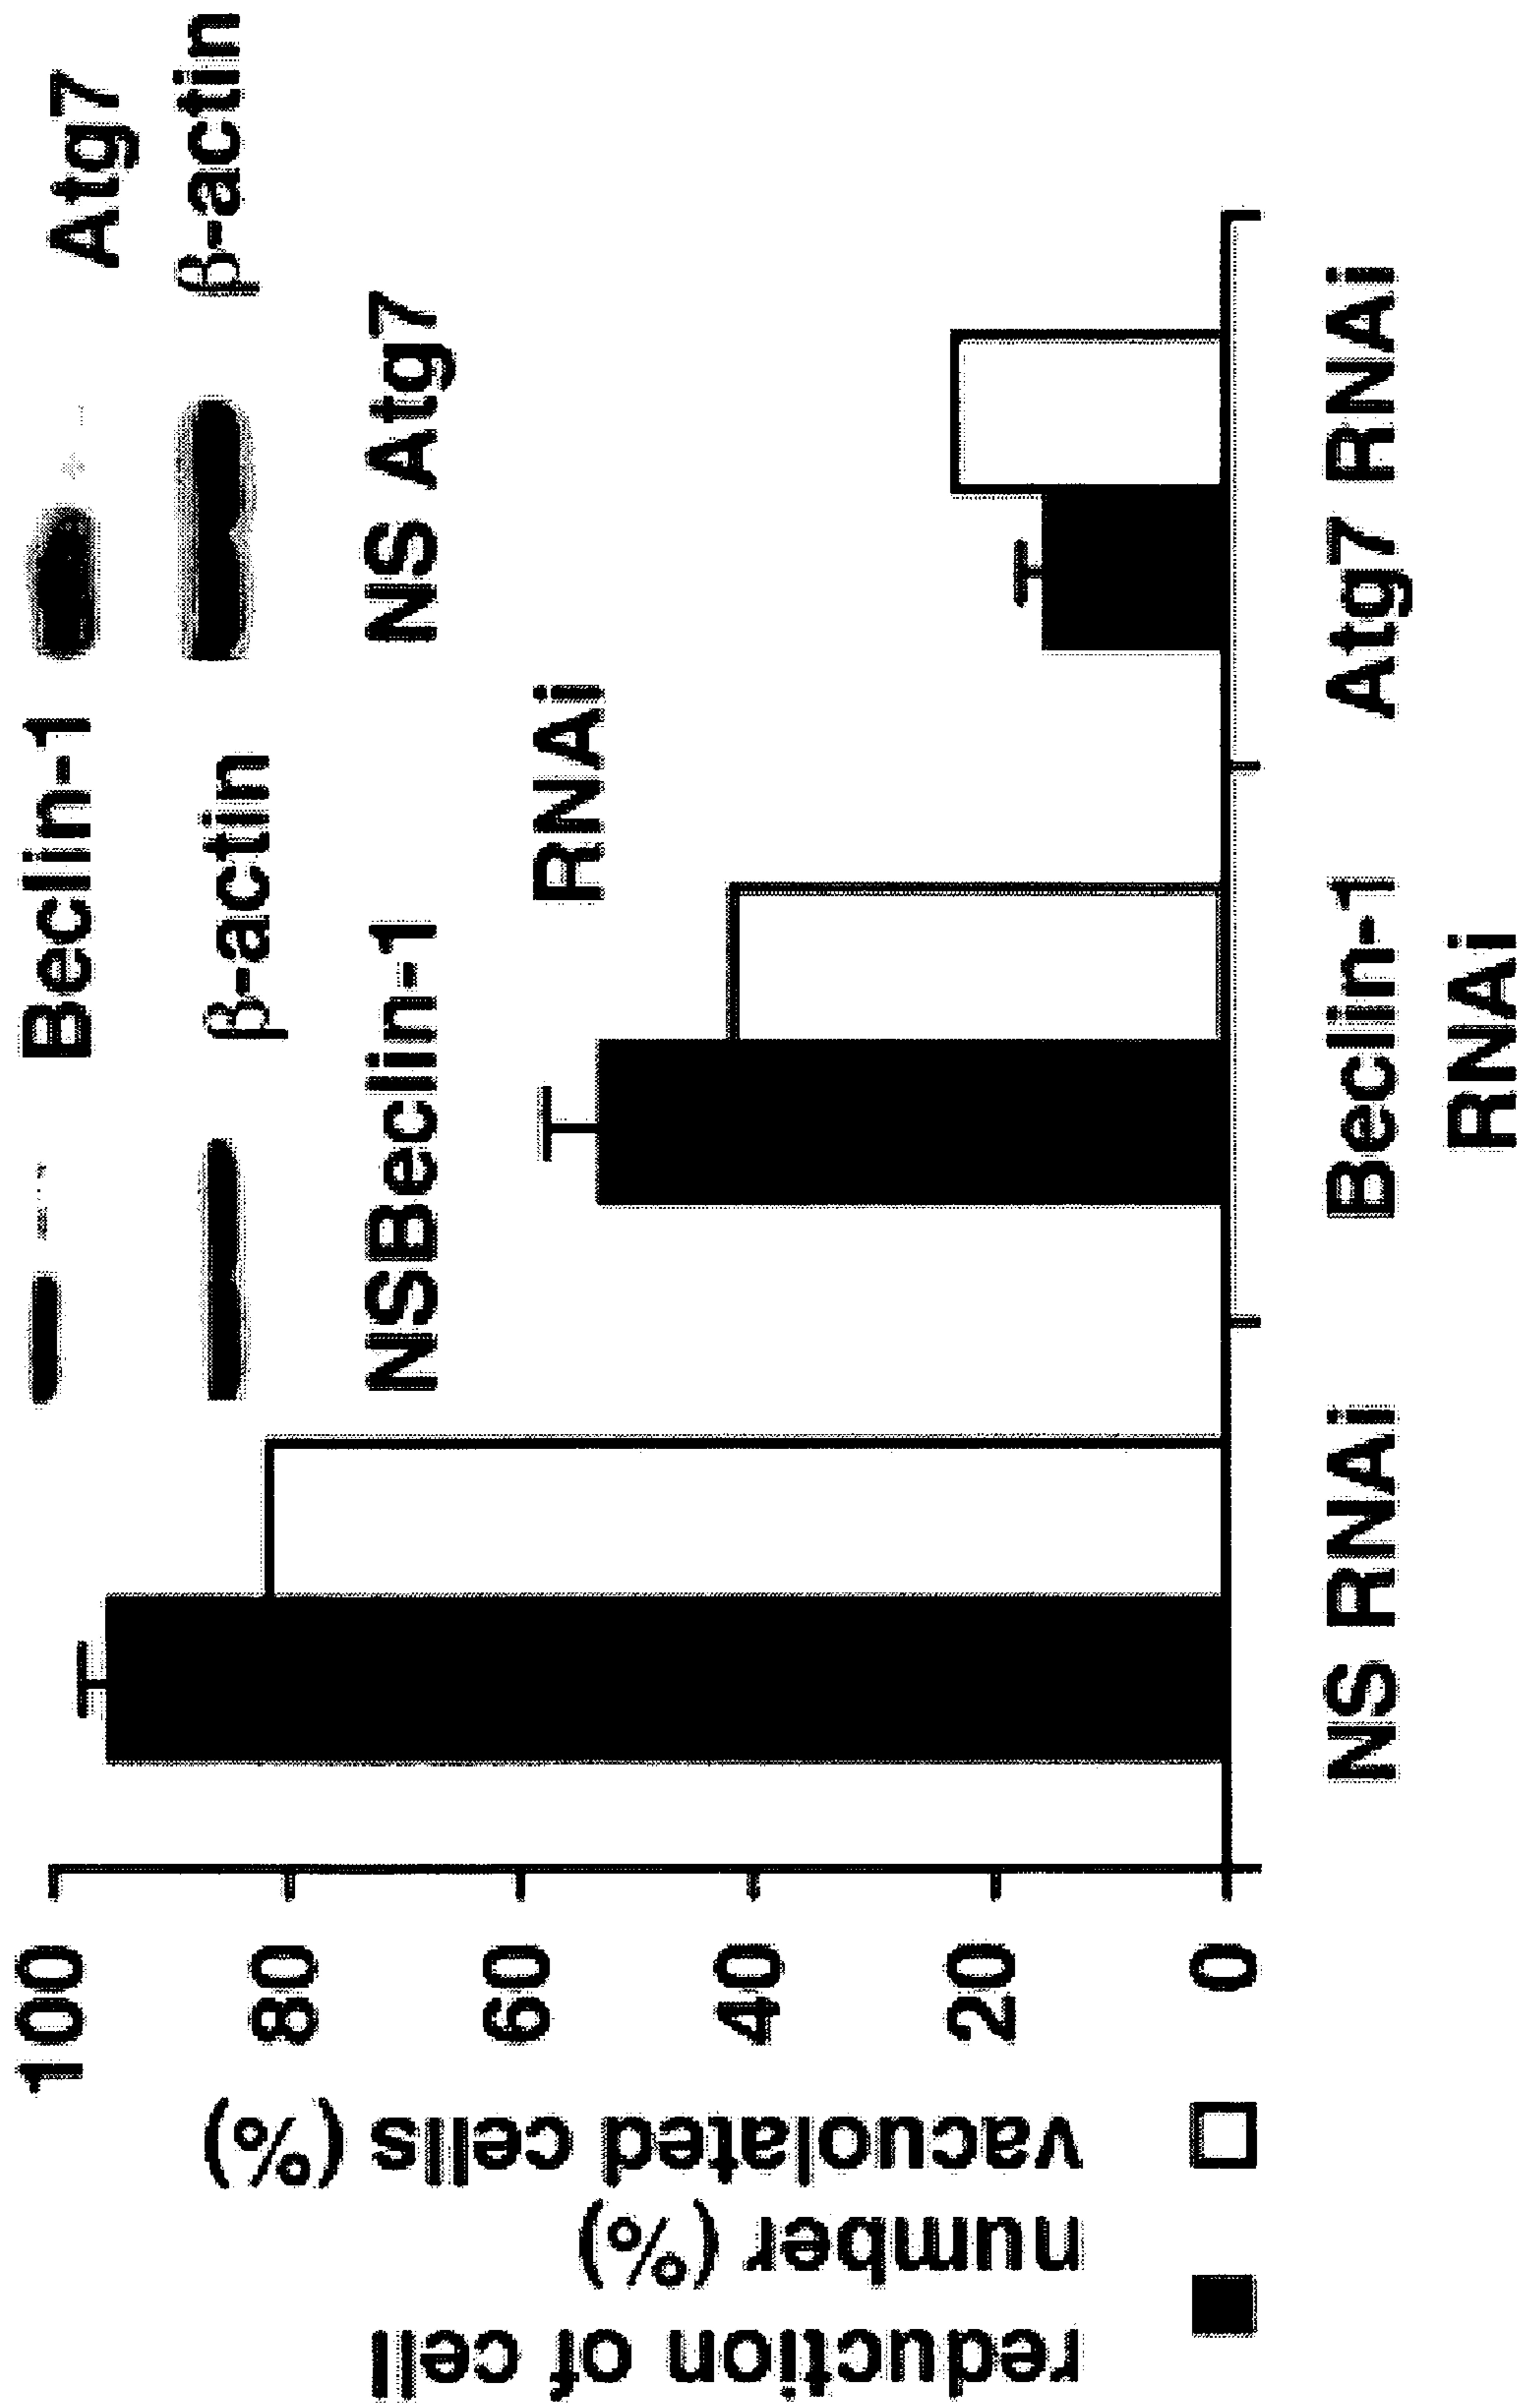 Beclin-1
Atg7
β-actin
β-actin
NSBeclin-1
NS Atg7
RNAi
100
80
60
40
20
0
reduction of cell
number (%)
vacuolated cells (%)
NS RNAi
Beclin-1
RNAi
Atg7 RNAi